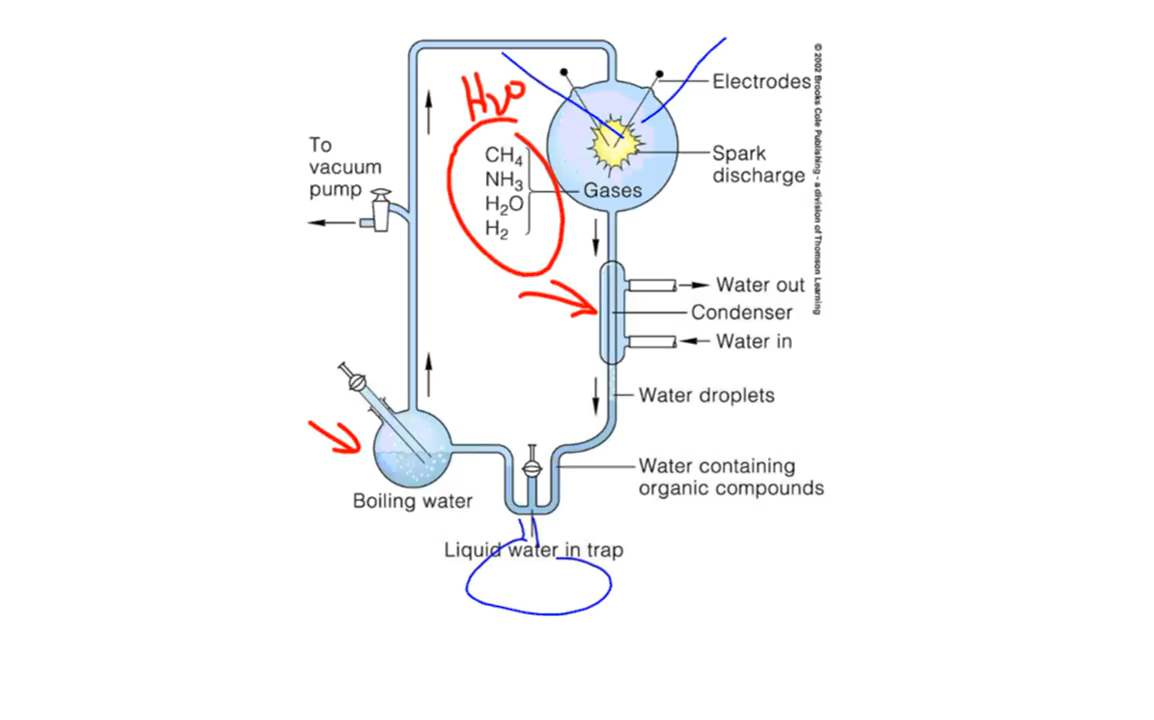 © 2002 Brooks Cole Publishing - a division of Thomson Learning
H2O
Electrodes
To
vacuum
pump
CH4
NH3
H2O
H2
Gases
Spark
discharge
Water out
Condenser
Water in
Water droplets
Water containing
organic compounds
Boiling water
Liquid water in trap